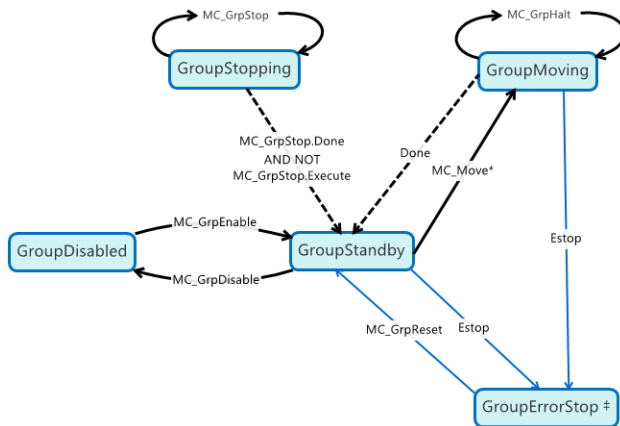 MC_GrpStop
MC_GrpHalt
GroupStopping
GroupMoving
MC_GrpStop.Done
AND NOT
MC_GrpStop.Execute
Done
MC_Move*
MC_GrpEnable
Estop
GroupDisabled
GroupStandby
MC_GrpDisable
MC_GrpReset
Estop
GroupErrorStop ‡